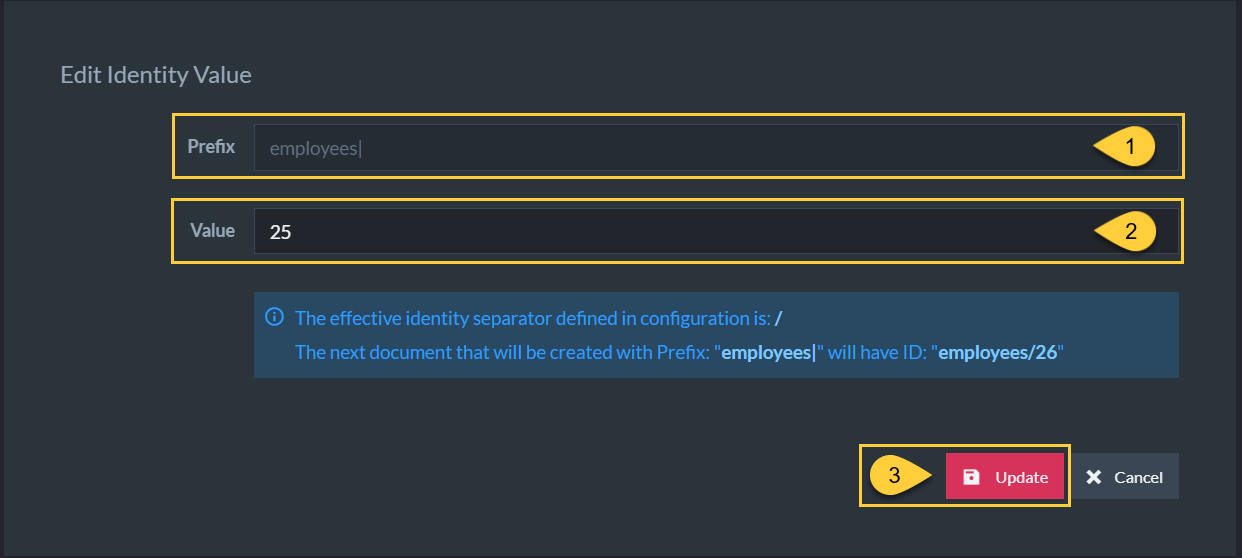 Edit Identity Value
Prefix employees| 1
Value 25 2
The effective identity separator defined in configuration is: /
The next document that will be created with Prefix: "employees|" will have ID: "employees/26"
3 Update Cancel